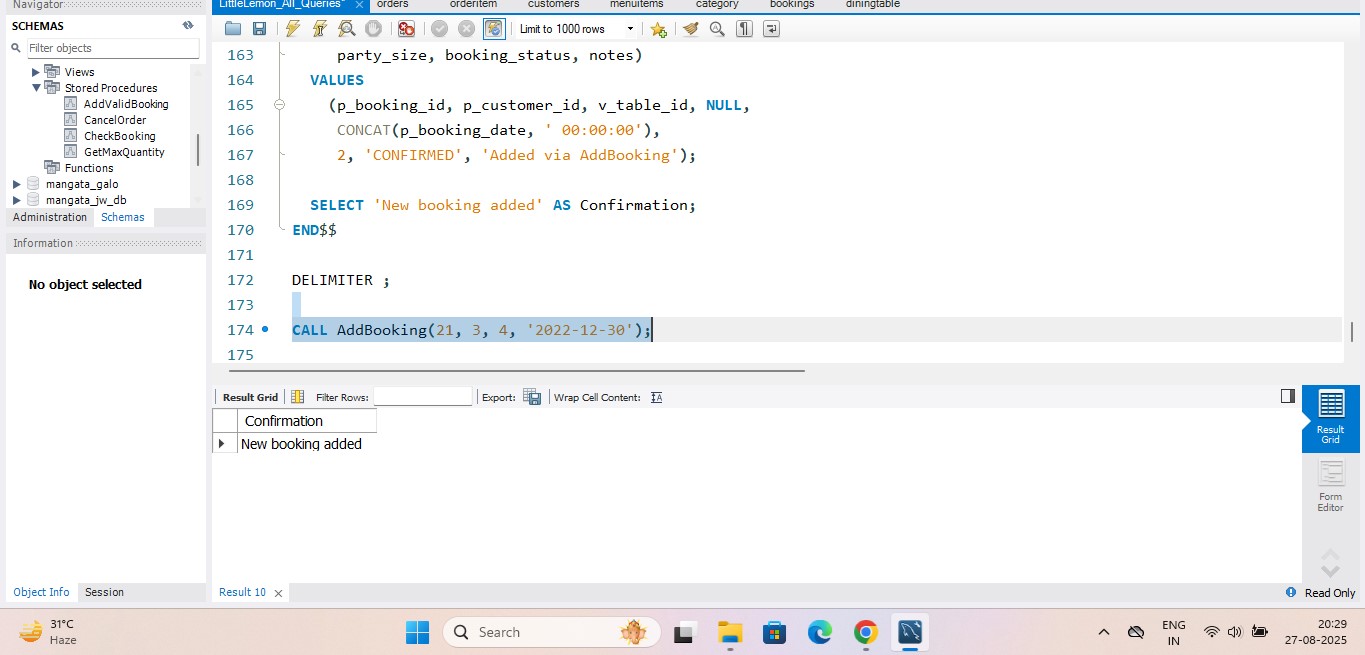 Navigator
LittleLemon_All_Queries* orders orderitem customers menuitems category bookings diningtable
SCHEMAS
Limit to 1000 rows
Filter objects
Views
Stored Procedures
AddValidBooking
CancelOrder
CheckBooking
GetMaxQuantity
Functions
mangata_galo
mangata_jw_db
Administration Schemas
Information
No object selected
163 party_size, booking_status, notes)
164 VALUES
165 (p_booking_id, p_customer_id, v_table_id, NULL,
166 CONCAT(p_booking_date, ' 00:00:00'),
167 2, 'CONFIRMED', 'Added via AddBooking');
168
169 SELECT 'New booking added' AS Confirmation;
170 END$$
171
172 DELIMITER ;
173
174 CALL AddBooking(21, 3, 4, '2022-12-30');
175
Result Grid Filter Rows: Export: Wrap Cell Content:
Confirmation
New booking added
Result
Grid
Form
Editor
Object Info Session
Result 10
Read Only
31°C
Haze
Search
ENG
IN
20:29
27-08-2025